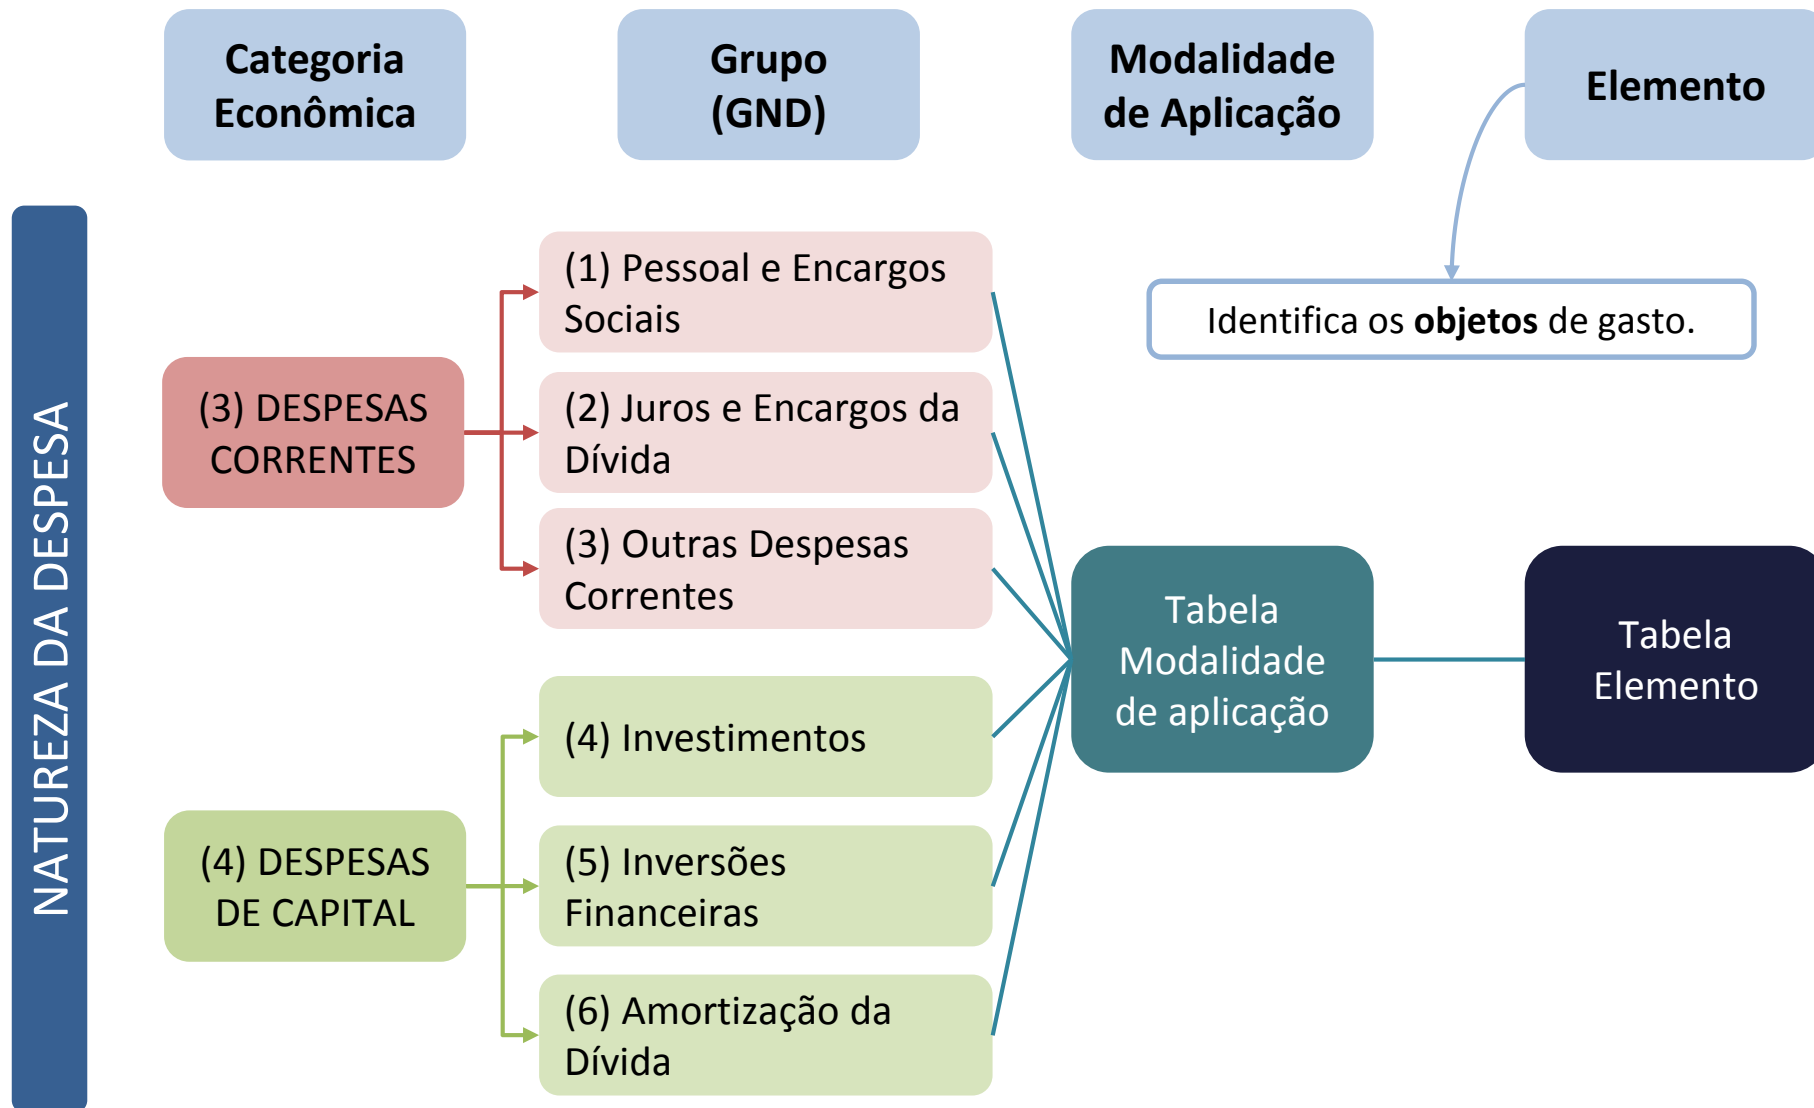 Categoria
Econômica
Grupo
(GND)
Modalidade
de Aplicação
Elemento
Identifica os objetos de gasto.
NATUREZA DA DESPESA
(3) DESPESAS
CORRENTES
(1) Pessoal e Encargos
Sociais
(2) Juros e Encargos da
Dívida
(3) Outras Despesas
Correntes
(4) DESPESAS
DE CAPITAL
(4) Investimentos
(5) Inversões
Financeiras
(6) Amortização da
Dívida
Tabela
Modalidade
de aplicação
Tabela
Elemento